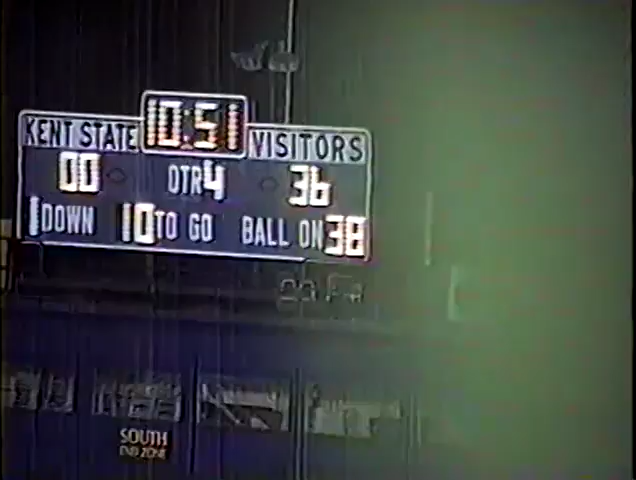 10:51
KENT STATE VISITORS
00 QTR 4 36
1 DOWN 10 TO GO BALL ON 38
SOUTH
END ZONE